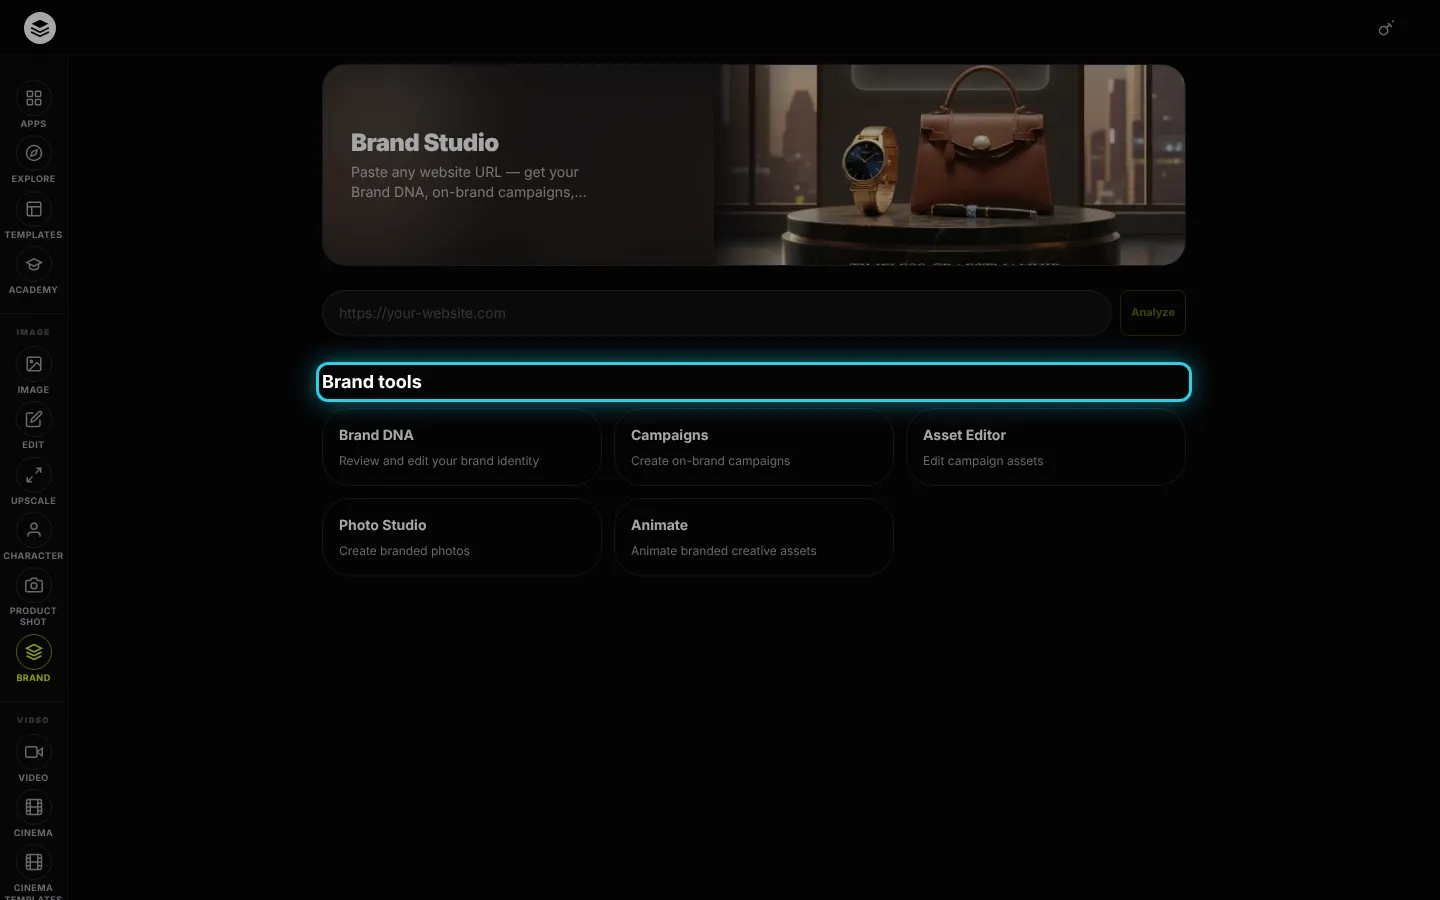 Brand Studio
Paste any website URL — get your
Brand DNA, on-brand campaigns,...
https://your-website.com
Analyze
Brand tools
Brand DNA
Review and edit your brand identity
Campaigns
Create on-brand campaigns
Asset Editor
Edit campaign assets
Photo Studio
Create branded photos
Animate
Animate branded creative assets
APPS
EXPLORE
TEMPLATES
ACADEMY
IMAGE
IMAGE
EDIT
UPSCALE
CHARACTER
PRODUCT
SHOT
BRAND
VIDEO
VIDEO
CINEMA
CINEMA
TEMPLATES